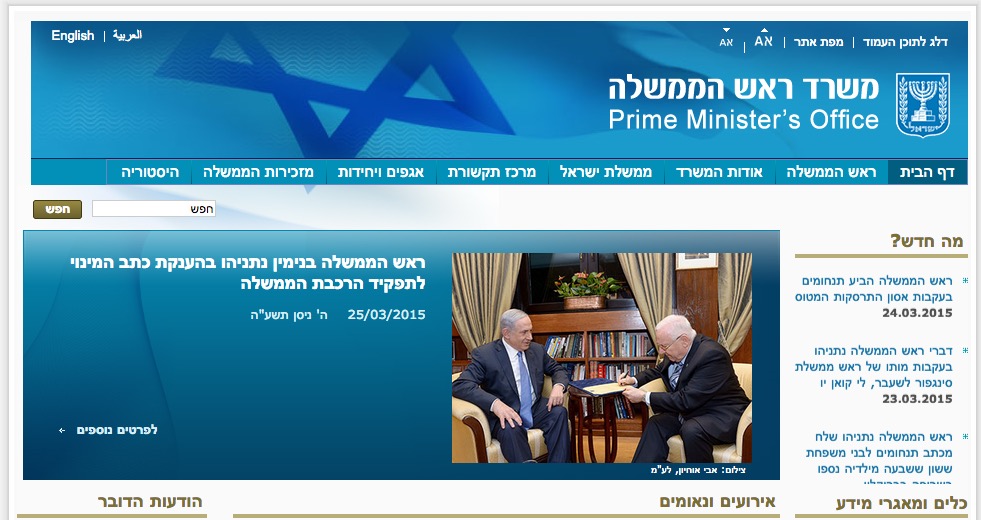 דלג לתוכן העמוד | מפת אתר | אA | אA
العربية | English
משרד ראש הממשלה
Prime Minister's Office
ישראל
דף הבית
ראש הממשלה
אודות המשרד
ממשלת ישראל
מרכז תקשורת
אגפים ויחידות
מזכירות הממשלה
היסטוריה
חפש
חפש
מה חדש?
ראש הממשלה הביע תנחומים
בעקבות אסון התרסקות המטוס
24.03.2015
דברי ראש הממשלה נתניהו
בעקבות מותו של ראש ממשלת
סינגפור לשעבר, לי קואן יו
23.03.2015
ראש הממשלה נתניהו שלח
מכתב תנחומים לבני משפחת
ששון ששבעה מילדיה נספו
ראש הממשלה בנימין נתניהו בהענקת כתב המינוי
לתפקיד הרכבת הממשלה
25/03/2015 ה' ניסן תשע"ה
לפרטים נוספים
צילום: אבי אוחיון, לע"מ
כלים ומאגרי מידע
אירועים ונאומים
הודעות הדובר